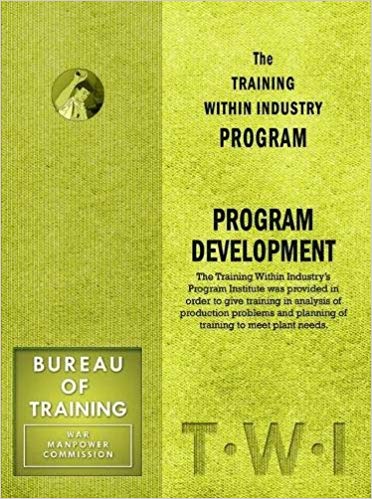 The
TRAINING
WITHIN INDUSTRY
PROGRAM
PROGRAM
DEVELOPMENT
The Training Within Industry's
Program Institute was provided in
order to give training in analysis of
production problems and planning of
training to meet plant needs.
BUREAU
OF
TRAINING
WAR
MANPOWER
COMMISSION
T·W·I